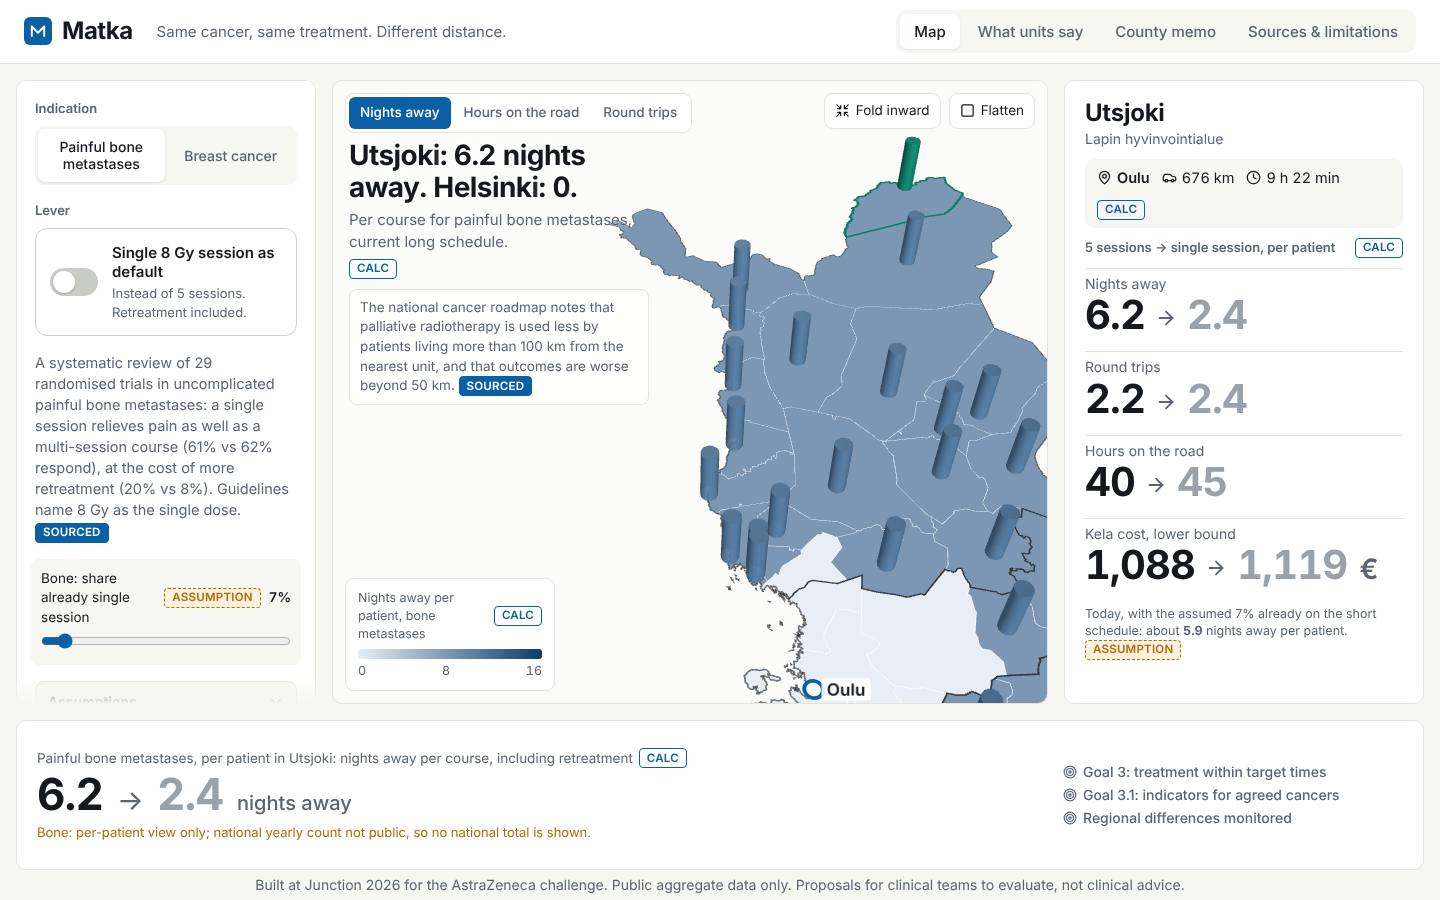 Matka
Same cancer, same treatment. Different distance.
Map
What units say
County memo
Sources & limitations
Indication
Painful bone
metastases
Breast cancer
Lever
Single 8 Gy session as
default
Instead of 5 sessions.
Retreatment included.
A systematic review of 29
randomised trials in uncomplicated
painful bone metastases: a single
session relieves pain as well as a
multi-session course (61% vs 62%
respond), at the cost of more
retreatment (20% vs 8%). Guidelines
name 8 Gy as the single dose.
SOURCED
Bone: share
already single
session
ASSUMPTION
7%
Assumptions
Nights away
Hours on the road
Round trips
Fold inward
Flatten
Utsjoki: 6.2 nights
away. Helsinki: 0.
Per course for painful bone metastases,
current long schedule.
CALC
The national cancer roadmap notes that
palliative radiotherapy is used less by
patients living more than 100 km from the
nearest unit, and that outcomes are worse
beyond 50 km. SOURCED
Nights away per
patient, bone
metastases
CALC
0 8 16
Oulu
Utsjoki
Lapin hyvinvointialue
Oulu 676 km 9 h 22 min
CALC
5 sessions → single session, per patient CALC
Nights away
6.2 → 2.4
Round trips
2.2 → 2.4
Hours on the road
40 → 45
Kela cost, lower bound
1,088 → 1,119 €
Today, with the assumed 7% already on the short
schedule: about 5.9 nights away per patient.
ASSUMPTION
Painful bone metastases, per patient in Utsjoki: nights away per course, including retreatment CALC
6.2 → 2.4 nights away
Bone: per-patient view only; national yearly count not public, so no national total is shown.
Goal 3: treatment within target times
Goal 3.1: indicators for agreed cancers
Regional differences monitored
Built at Junction 2026 for the AstraZeneca challenge. Public aggregate data only. Proposals for clinical teams to evaluate, not clinical advice.